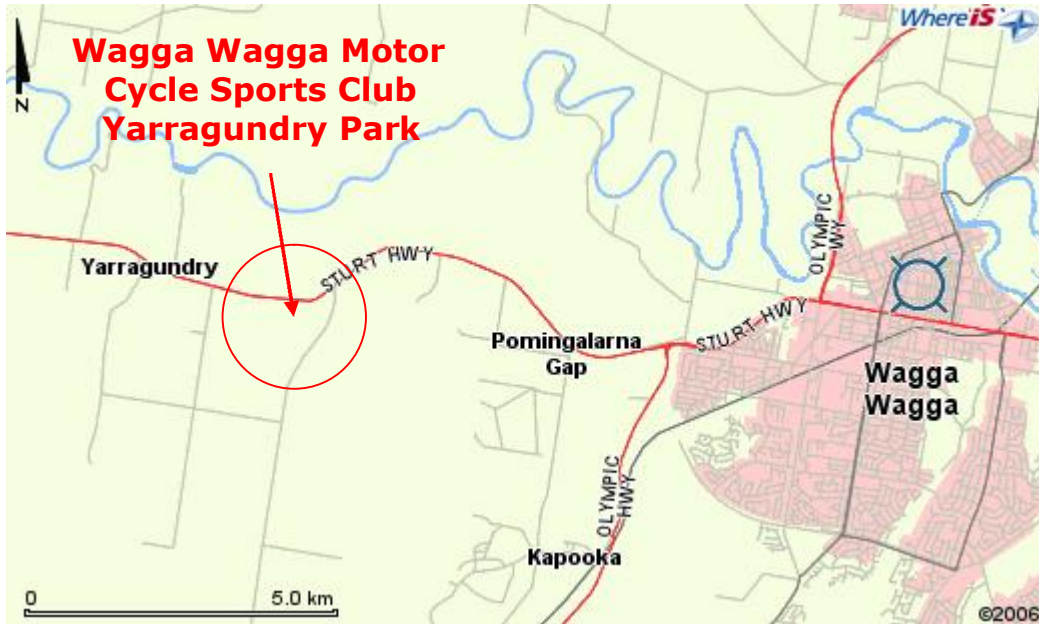 WhereiS
Wagga Wagga Motor
Cycle Sports Club
Yarragundry Park
N
OLYMPIC
WY
Yarragundry
STURT HWY
STURT HWY
Pomingalarna
Gap
Wagga
Wagga
OLYMPIC
HWY
Kapooka
0
5.0 km
©2006